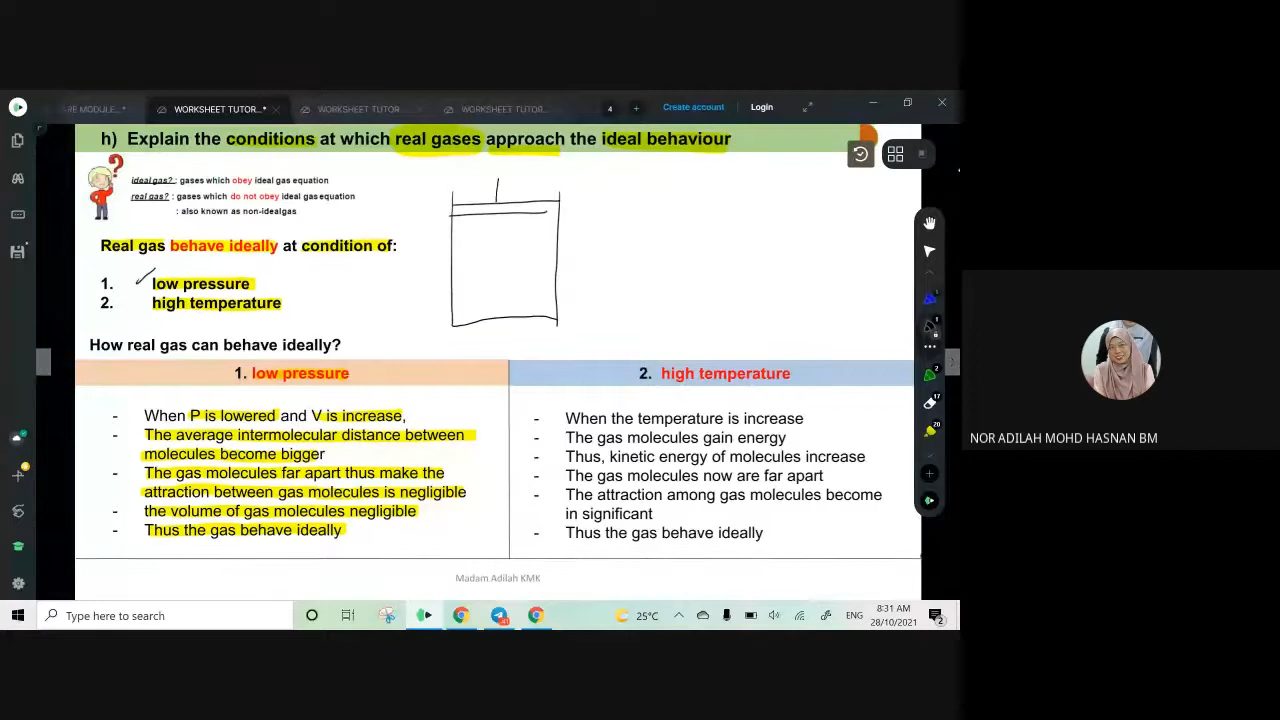 ARE MODULE...*
WORKSHEET TUTOR...*
WORKSHEET TUTOR
WORKSHEET TUTOR...
4
Create account
Login
h) Explain the conditions at which real gases approach the ideal behaviour
ideal gas? : gases which obey ideal gas equation
real gas? : gases which do not obey ideal gas equation
: also known as non-idealgas
Real gas behave ideally at condition of:
1. low pressure
2. high temperature
How real gas can behave ideally?
1. low pressure
- When P is lowered and V is increase,
- The average intermolecular distance between
molecules become bigger
- The gas molecules far apart thus make the
attraction between gas molecules is negligible
- the volume of gas molecules negligible
- Thus the gas behave ideally
2. high temperature
- When the temperature is increase
- The gas molecules gain energy
- Thus, kinetic energy of molecules increase
- The gas molecules now are far apart
- The attraction among gas molecules become
in significant
- Thus the gas behave ideally
Madam Adilah KMK
NOR ADILAH MOHD HASNAN BM
Type here to search
25°C
ENG
8:31 AM
28/10/2021
2